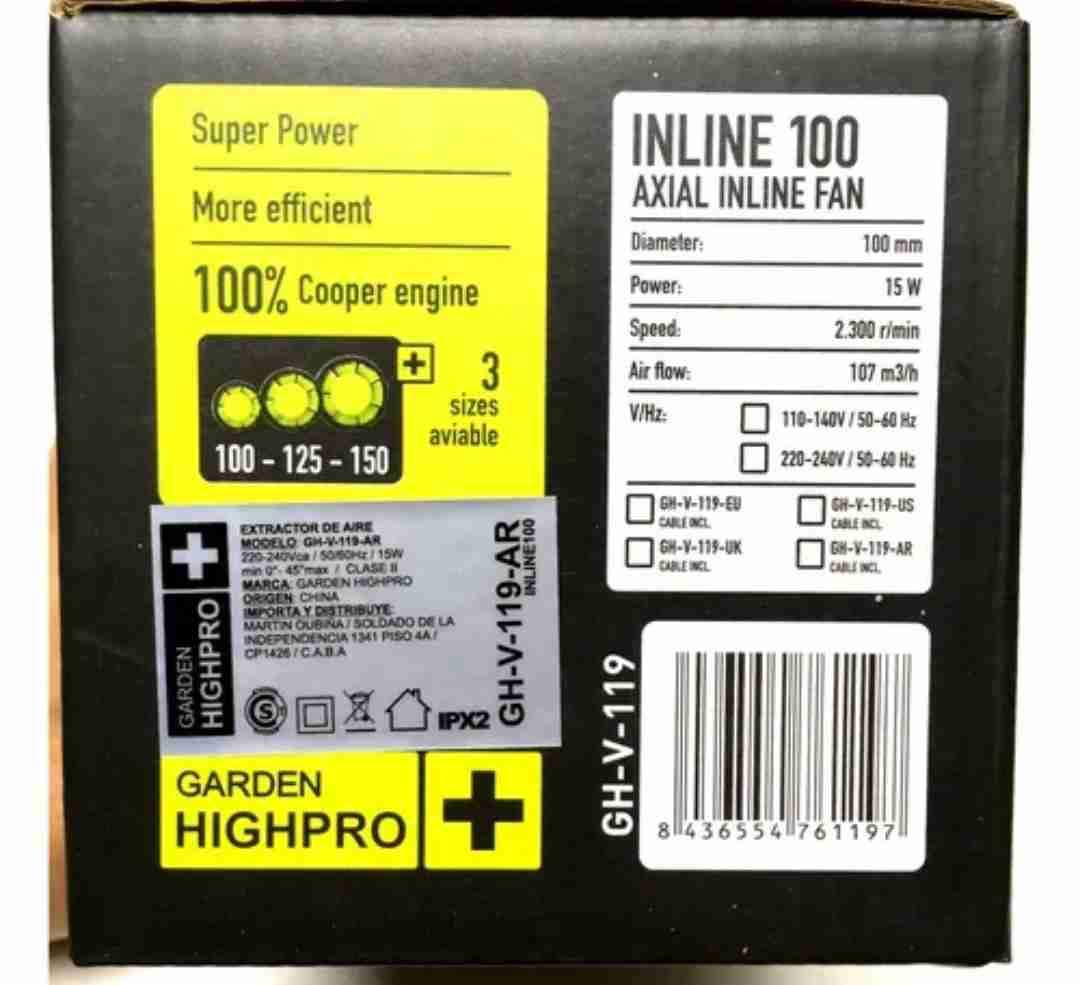 Super Power
More efficient
100% Cooper engine
3
sizes
aviable
100 - 125 - 150
GARDEN
HIGHPRO
EXTRACTOR DE AIRE
MODELO: GH-V-119-AR
220-240Vca / 50/60Hz / 15W
min 0°- 45°max / CLASE II
MARCA: GARDEN HIGHPRO
ORIGEN: CHINA
IMPORTA Y DISTRIBUYE:
MARTIN OUBIÑA / SOLDADO DE LA
INDEPENDENCIA 1341 PISO 4A /
CP1426 / C.A.B.A
S
IPX2
GH-V-119-AR
INLINE100
GARDEN
HIGHPRO
INLINE 100
AXIAL INLINE FAN
Diameter: 100 mm
Power: 15 W
Speed: 2.300 r/min
Air flow: 107 m3/h
V/Hz: 110-140V / 50-60 Hz
220-240V / 50-60 Hz
GH-V-119-EU GH-V-119-US
CABLE INCL. CABLE INCL.
GH-V-119-UK GH-V-119-AR
CABLE INCL. CABLE INCL.
GH-V-119
8 436554 761197